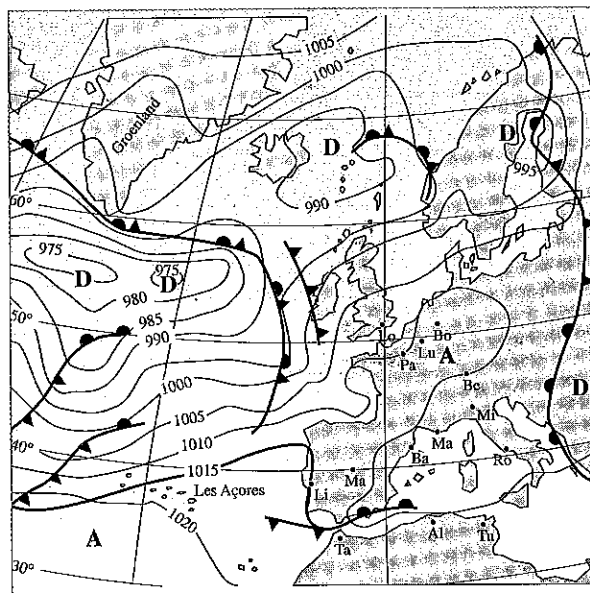 1005
1000
Groenland
D
D
995
990
60°
975
D
975
D
980
985
990
50°
Bo
Lu
Pa
A
Be
1000
Mi
D
1005
1010
40°
1015
Ma
Ba
Ro
Ma
Li
Les Açores
1020
A
Al
Tu
Ta
30°